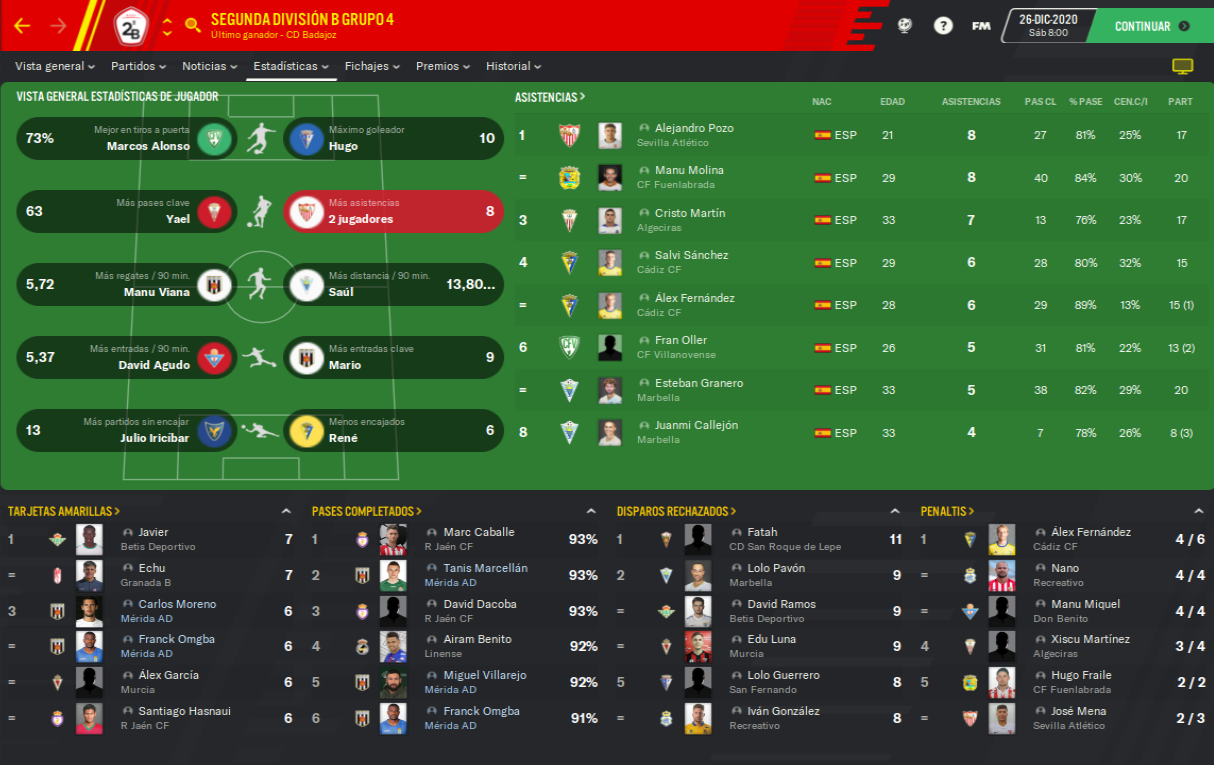 2ª B
SEGUNDA DIVISIÓN B GRUPO 4
Último ganador - CD Badajoz
?
FM
26-DIC-2020
Sáb 8:00
CONTINUAR
Vista general Partidos Noticias Estadísticas Fichajes Premios Historial
VISTA GENERAL ESTADÍSTICAS DE JUGADOR
73% Mejor en tiros a puerta
Marcos Alonso
Máximo goleador
Hugo 10
63 Más pases clave
Yael
Más asistencias
2 jugadores 8
5,72 Más regates / 90 min.
Manu Viana
Más distancia / 90 min.
Saúl 13,80...
5,37 Más entradas / 90 min.
David Agudo
Más entradas clave
Mario 9
13 Más partidos sin encajar
Julio Iricibar
Menos encajados
René 6
ASISTENCIAS NAC EDAD ASISTENCIAS PAS CL % PASE CEN.C/I PART
1 Alejandro Pozo ESP 21 8 27 81% 25% 17
Sevilla Atlético
= Manu Molina ESP 29 8 40 84% 30% 20
CF Fuenlabrada
3 Cristo Martín ESP 33 7 13 76% 23% 17
Algeciras
4 Salvi Sánchez ESP 29 6 28 80% 32% 15
Cádiz CF
= Álex Fernández ESP 28 6 29 89% 13% 15 (1)
Cádiz CF
6 Fran Oller ESP 26 5 31 81% 22% 13 (2)
CF Villanovense
= Esteban Granero ESP 33 5 38 82% 29% 20
Marbella
8 Juanmi Callejón ESP 33 4 7 78% 26% 8 (3)
Marbella
TARJETAS AMARILLAS
1 Javier 7
Betis Deportivo
= Echu 7
Granada B
3 Carlos Moreno 6
Mérida AD
= Franck Omgba 6
Mérida AD
= Álex García 6
Murcia
= Santiago Hasnaui 6
R Jaén CF
PASES COMPLETADOS
1 Marc Caballe 93%
R Jaén CF
2 Tanis Marcellán 93%
Mérida AD
3 David Dacoba 93%
R Jaén CF
4 Airam Benito 92%
Linense
5 Miguel Villarejo 92%
Mérida AD
6 Franck Omgba 91%
Mérida AD
DISPAROS RECHAZADOS
1 Fatah 11
CD San Roque de Lepe
2 Lolo Pavón 9
Marbella
= David Ramos 9
Betis Deportivo
= Edu Luna 9
Murcia
5 Lolo Guerrero 8
San Fernando
= Iván González 8
Recreativo
PENALTIS
1 Álex Fernández 4 / 6
Cádiz CF
= Nano 4 / 4
Recreativo
= Manu Miquel 4 / 4
Don Benito
4 Xiscu Martínez 3 / 4
Algeciras
5 Hugo Fraile 2 / 2
CF Fuenlabrada
= José Mena 2 / 3
Sevilla Atlético